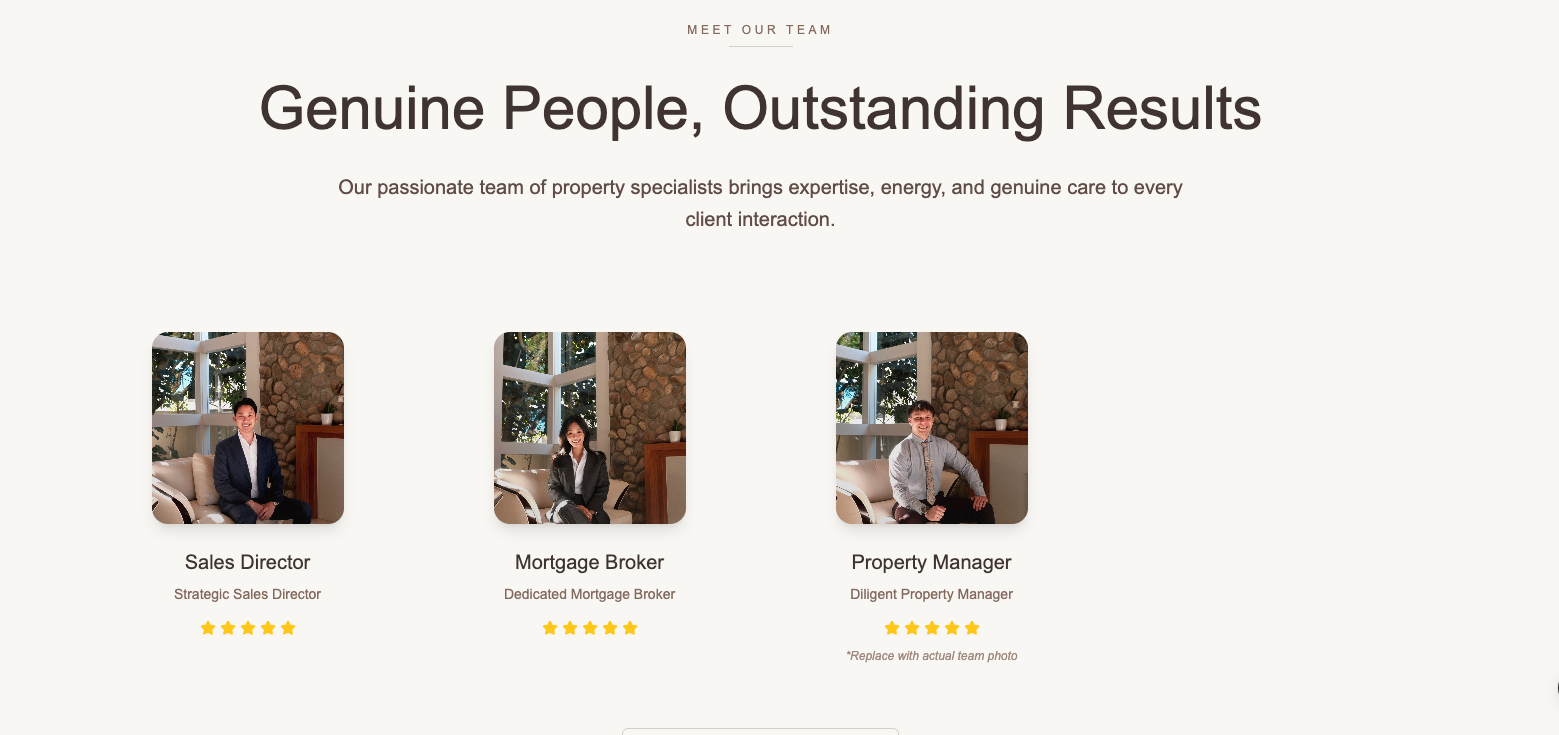 MEET OUR TEAM
Genuine People, Outstanding Results
Our passionate team of property specialists brings expertise, energy, and genuine care to every
client interaction.
Sales Director
Strategic Sales Director
Mortgage Broker
Dedicated Mortgage Broker
Property Manager
Diligent Property Manager
*Replace with actual team photo